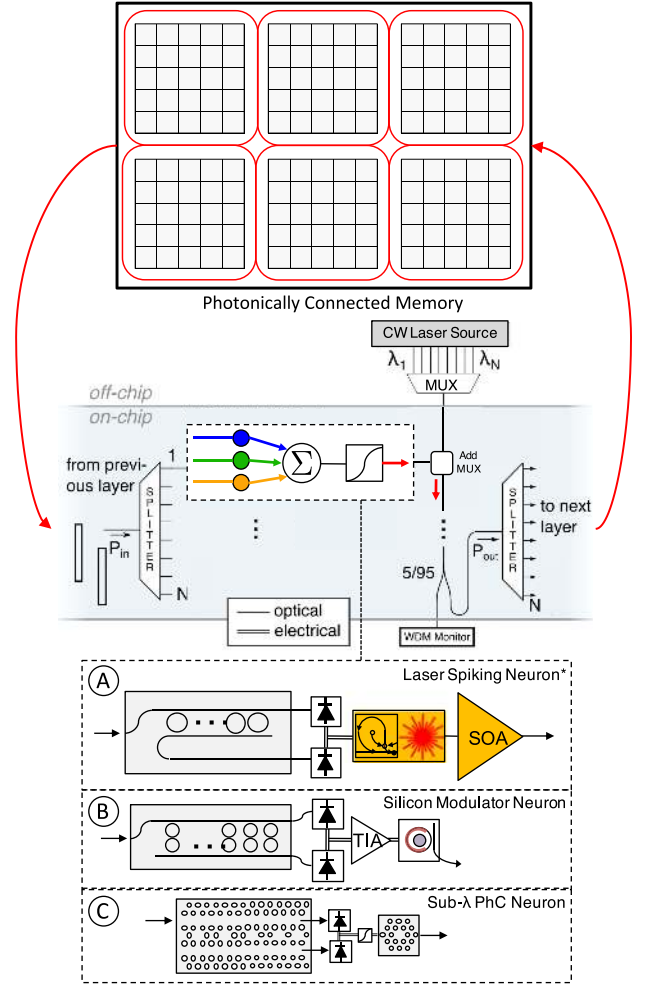 Photonically Connected Memory
CW Laser Source
λ1
λN
MUX
off-chip
on-chip
from previ-
ous layer
1
SPLITTER
Pin
N
Σ
Add
MUX
SPLITTER
to next
layer
Pout
N
5/95
optical
electrical
WDM Monitor
A
Laser Spiking Neuron*
SOA
B
Silicon Modulator Neuron
TIA
C
Sub-λ PhC Neuron